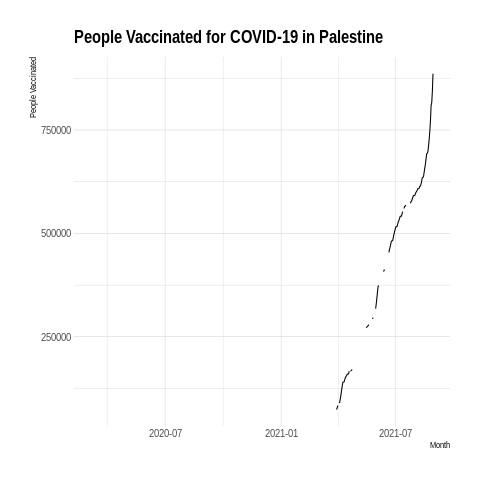 People Vaccinated for COVID-19 in Palestine
People Vaccinated
750000
500000
250000
2020-07
2021-01
2021-07
Month